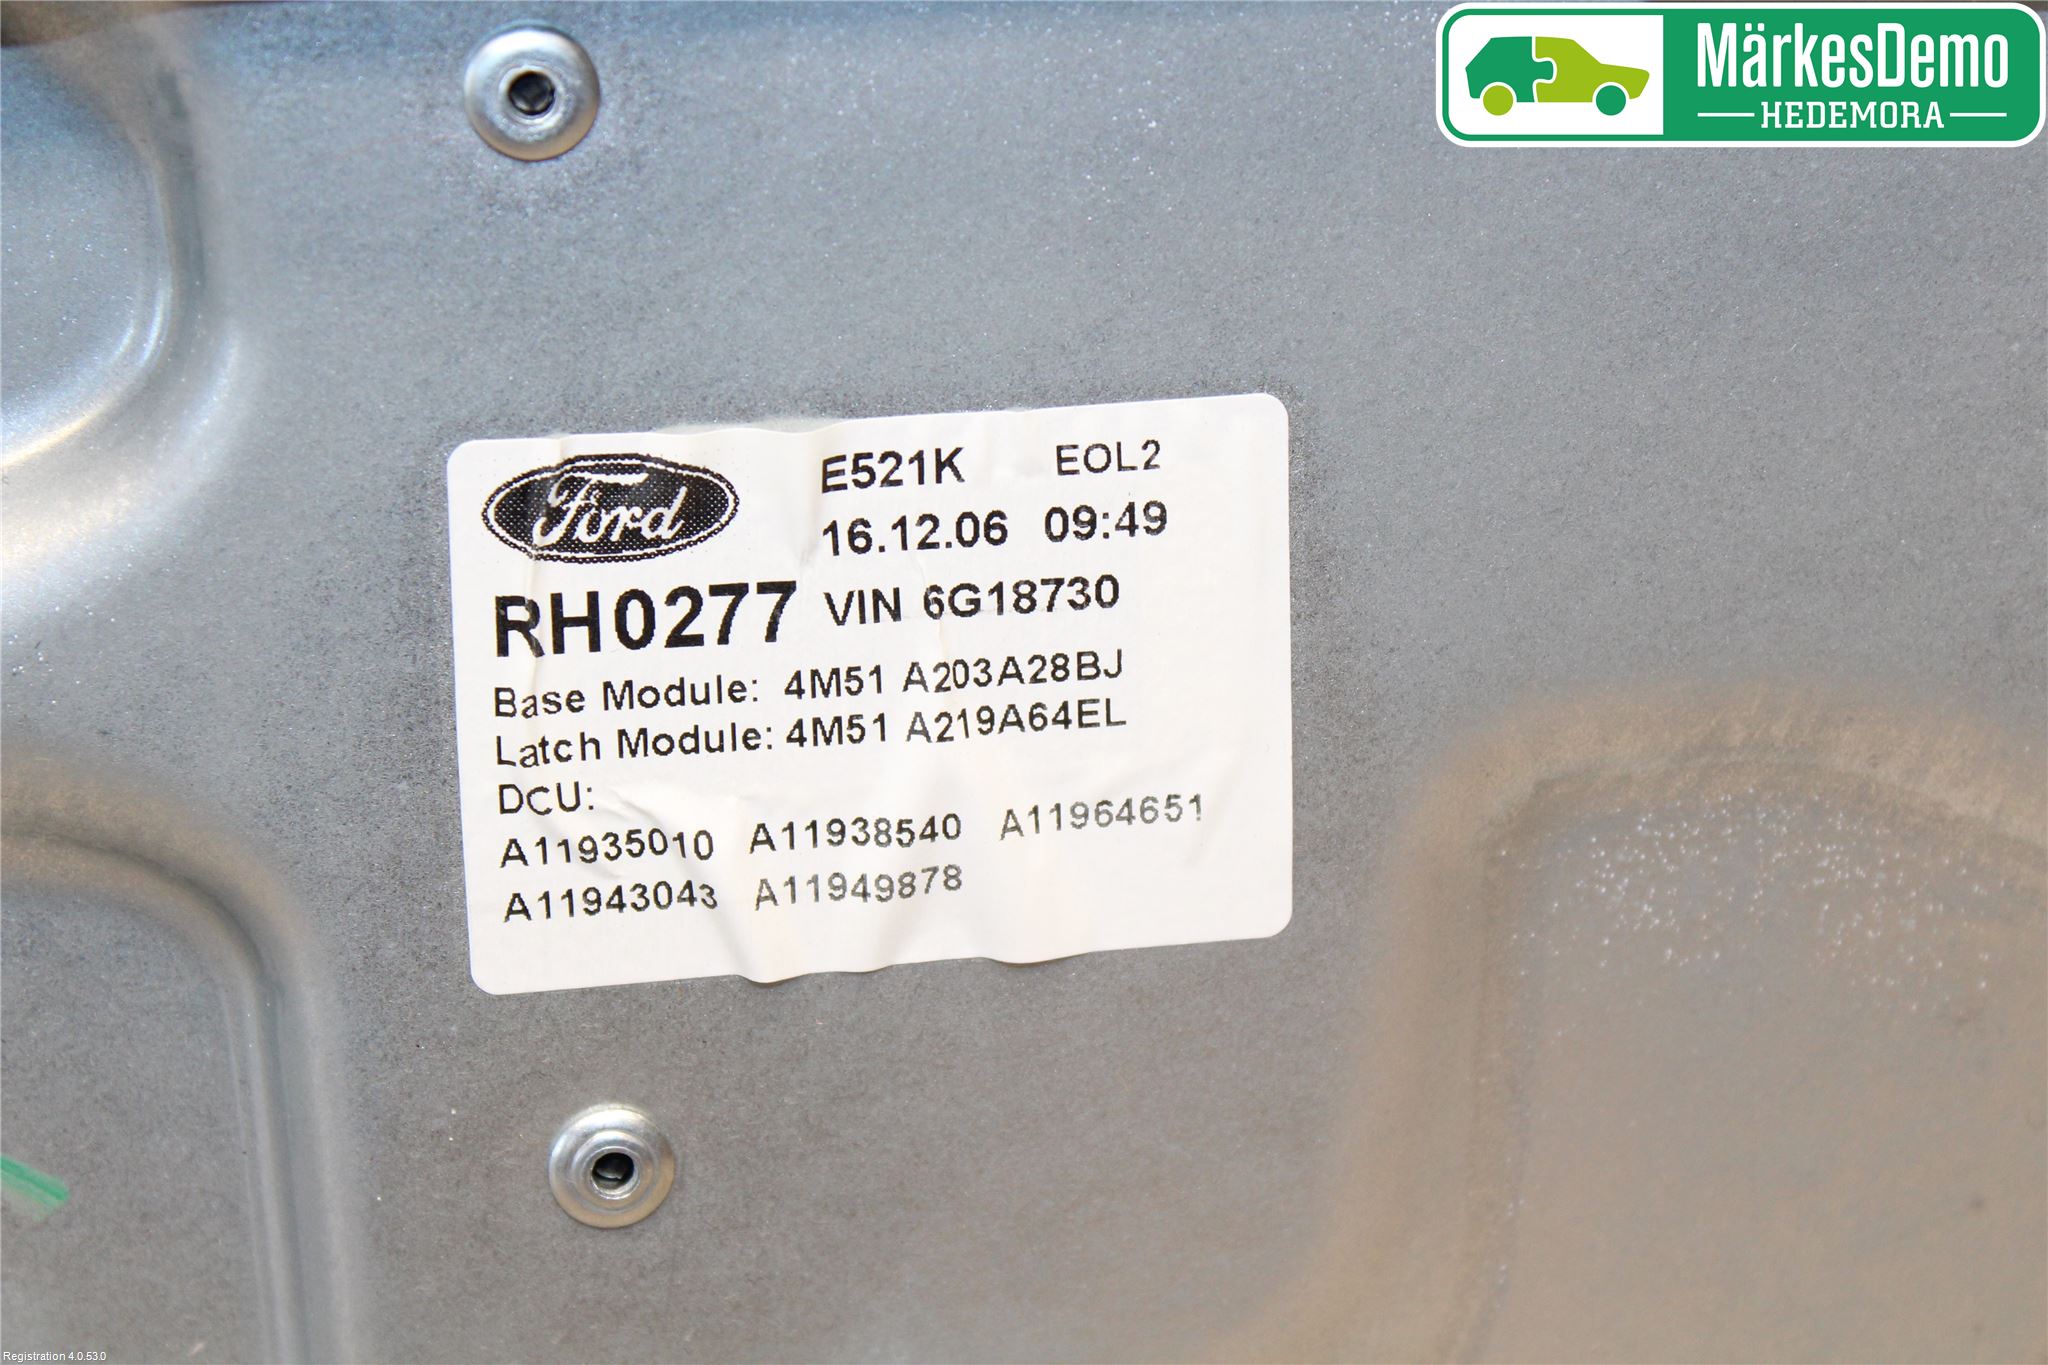 MärkesDemo
HEDEMORA
Ford
E521K EOL2
16.12.06 09:49
RH0277 VIN 6G18730
Base Module: 4M51 A203A28BJ
Latch Module: 4M51 A219A64EL
DCU:
A11935010 A11938540 A11964651
A11943043 A11949878
Registration 4.0.53.0